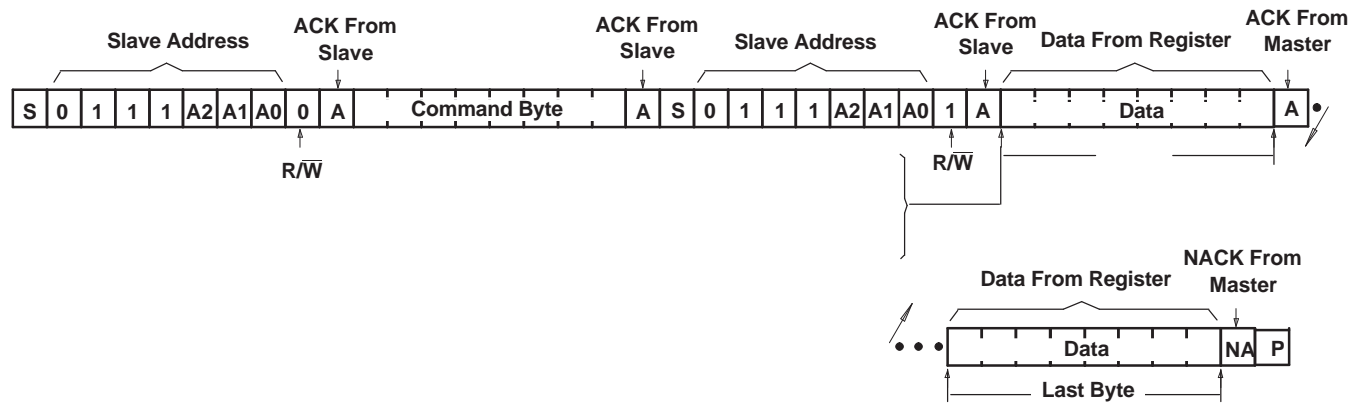 Slave Address
ACK From
Slave
ACK From
Slave
Slave Address
ACK From
Slave
Data From Register
ACK From
Master
S 0 1 1 1 A2 A1 A0 0 A Command Byte A S 0 1 1 1 A2 A1 A0 1 A Data A
R/W̅
R/W̅
Data From Register
NACK From
Master
Data NA P
Last Byte